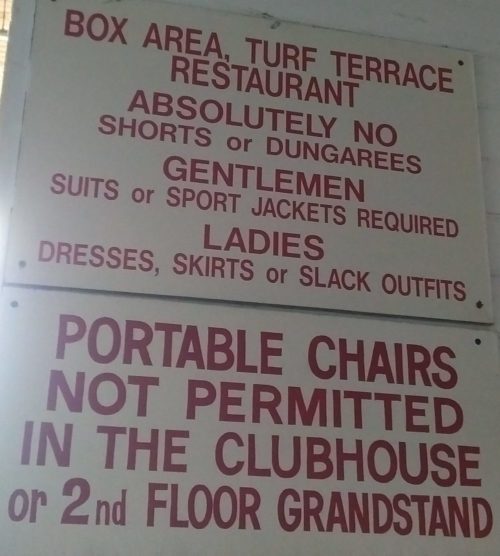 BOX AREA, TURF TERRACE
RESTAURANT
ABSOLUTELY NO
SHORTS or DUNGAREES
GENTLEMEN
SUITS or SPORT JACKETS REQUIRED
LADIES
DRESSES, SKIRTS or SLACK OUTFITS
PORTABLE CHAIRS
NOT PERMITTED
IN THE CLUBHOUSE
or 2nd FLOOR GRANDSTAND